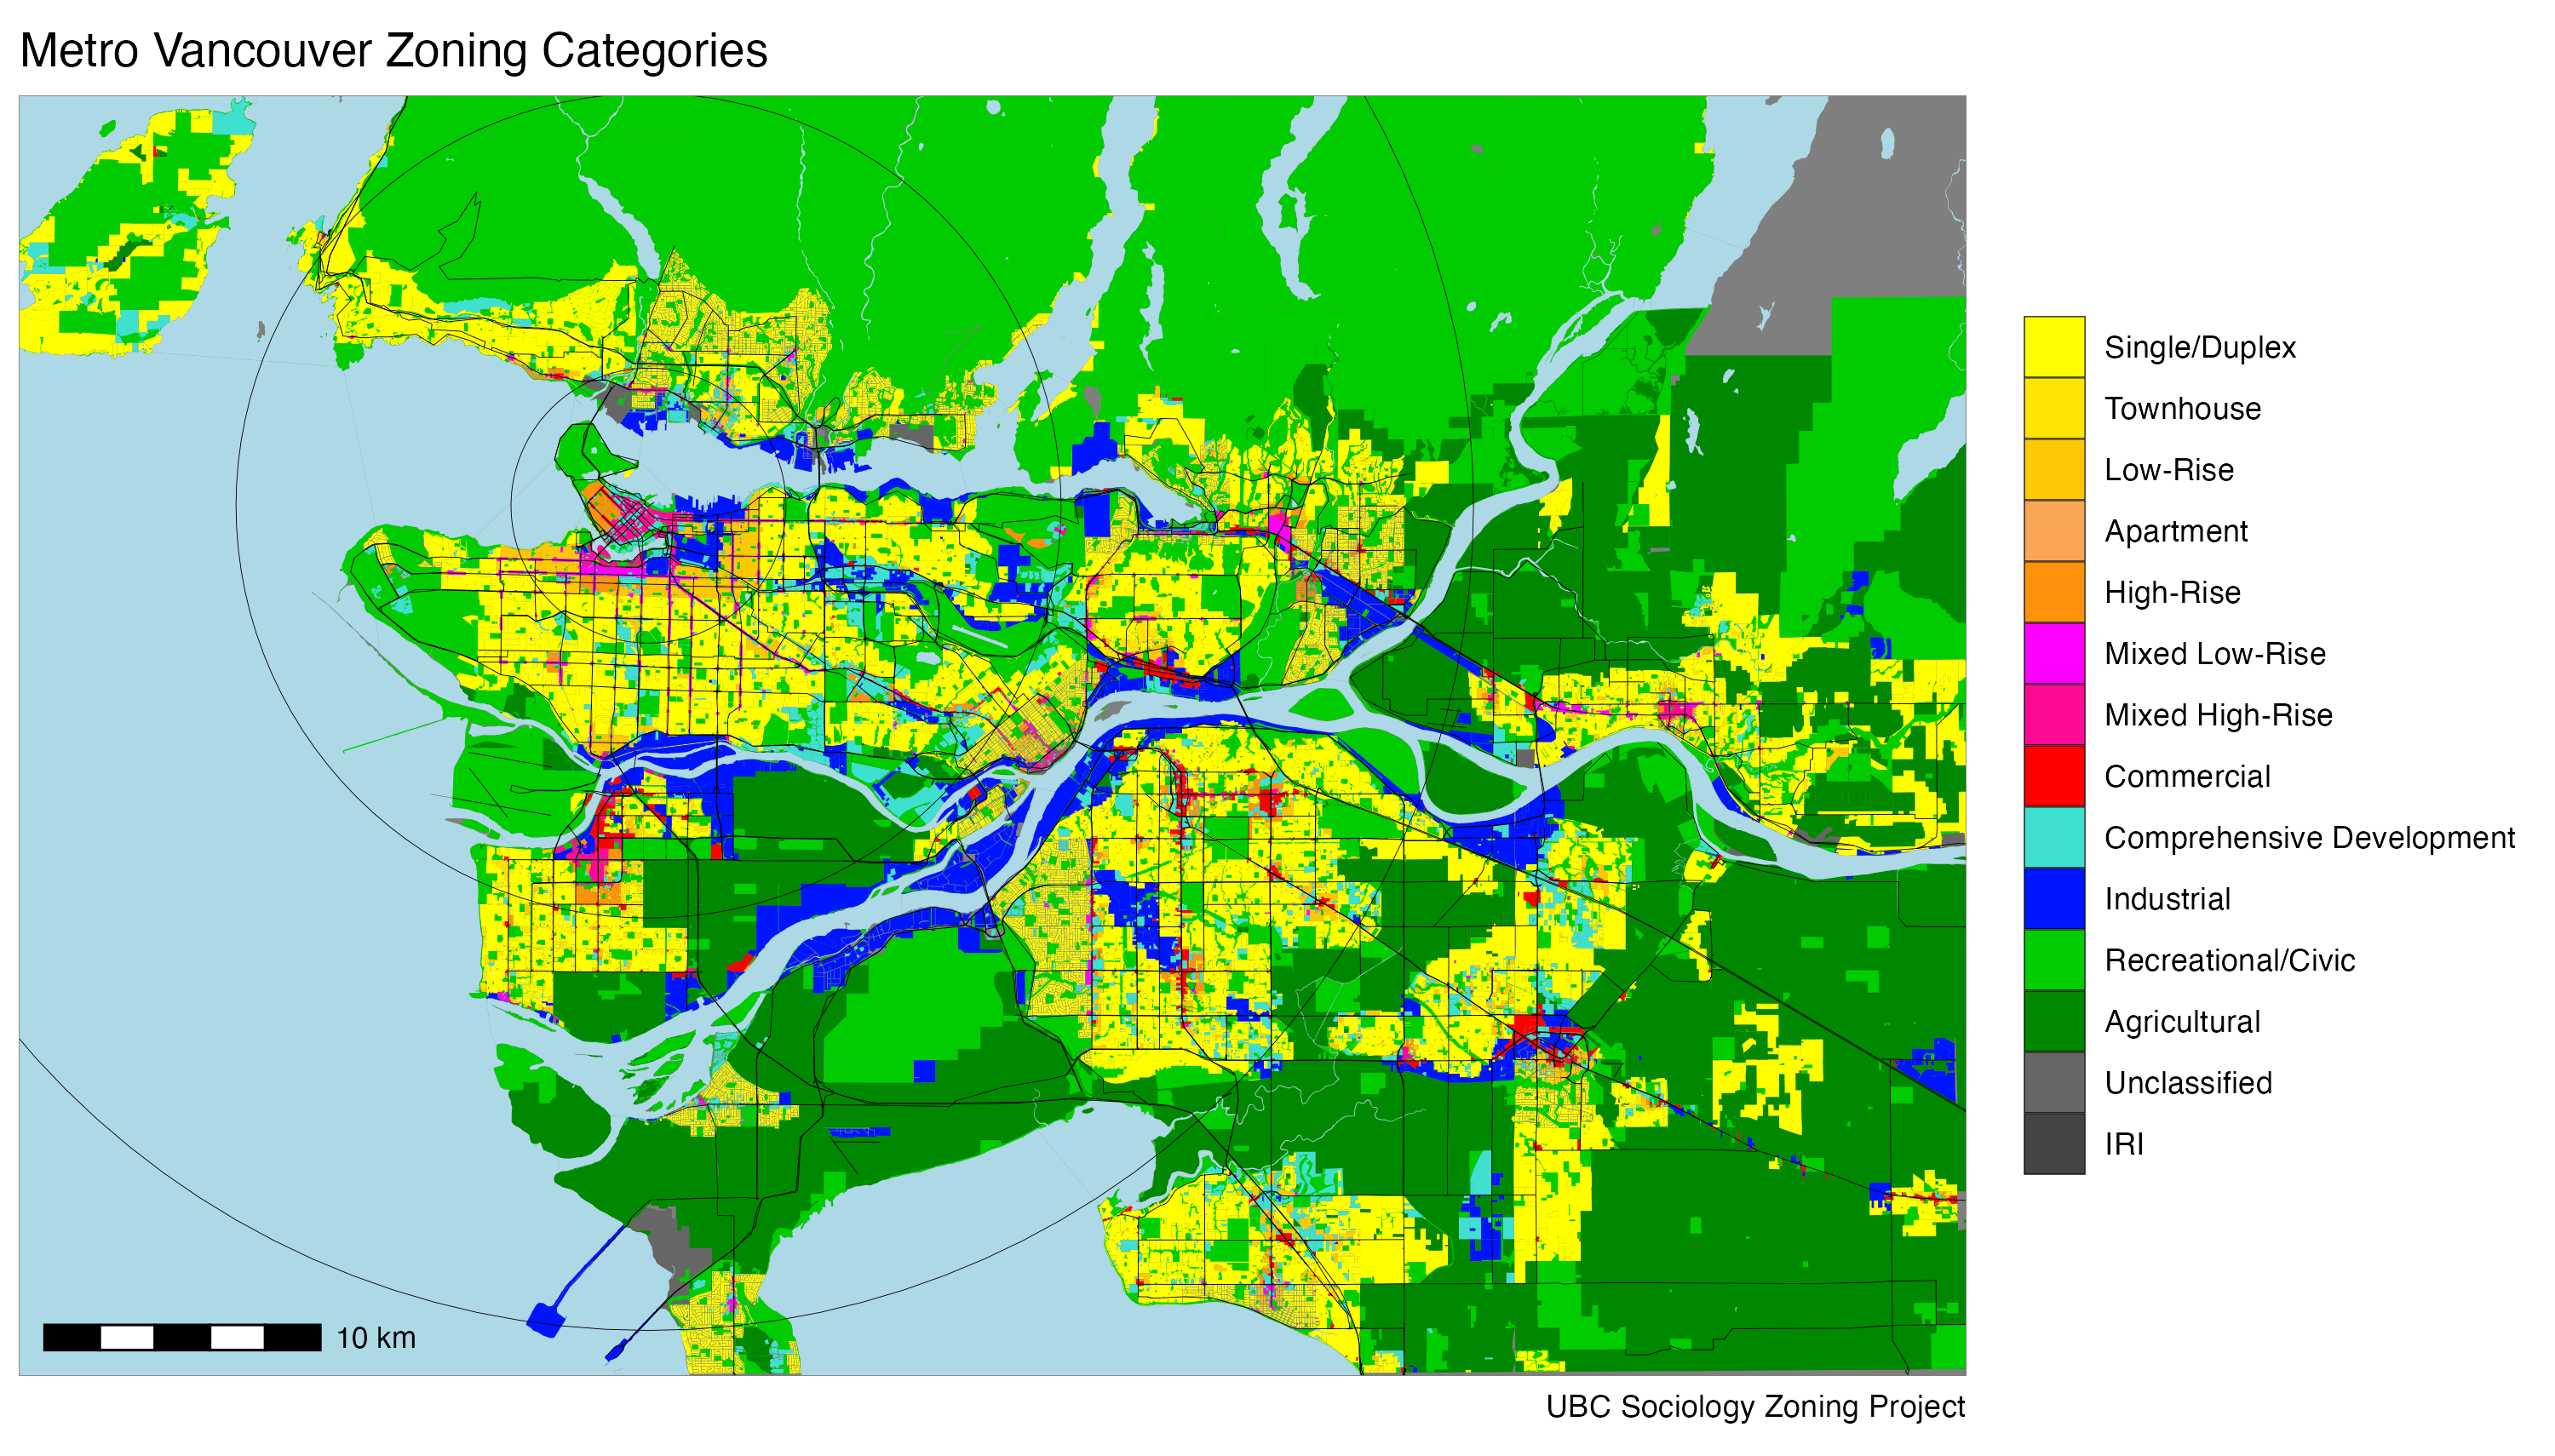 Metro Vancouver Zoning Categories
Single/Duplex
Townhouse
Low-Rise
Apartment
High-Rise
Mixed Low-Rise
Mixed High-Rise
Commercial
Comprehensive Development
Industrial
Recreational/Civic
Agricultural
Unclassified
IRI
10 km
UBC Sociology Zoning Project